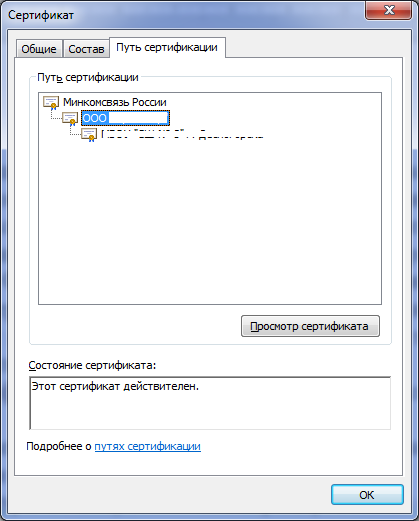 Сертификат
Общие Состав Путь сертификации
Путь сертификации
Минкомсвязь России
ООО
Просмотр сертификата
Состояние сертификата:
Этот сертификат действителен.
Подробнее о путях сертификации
OK